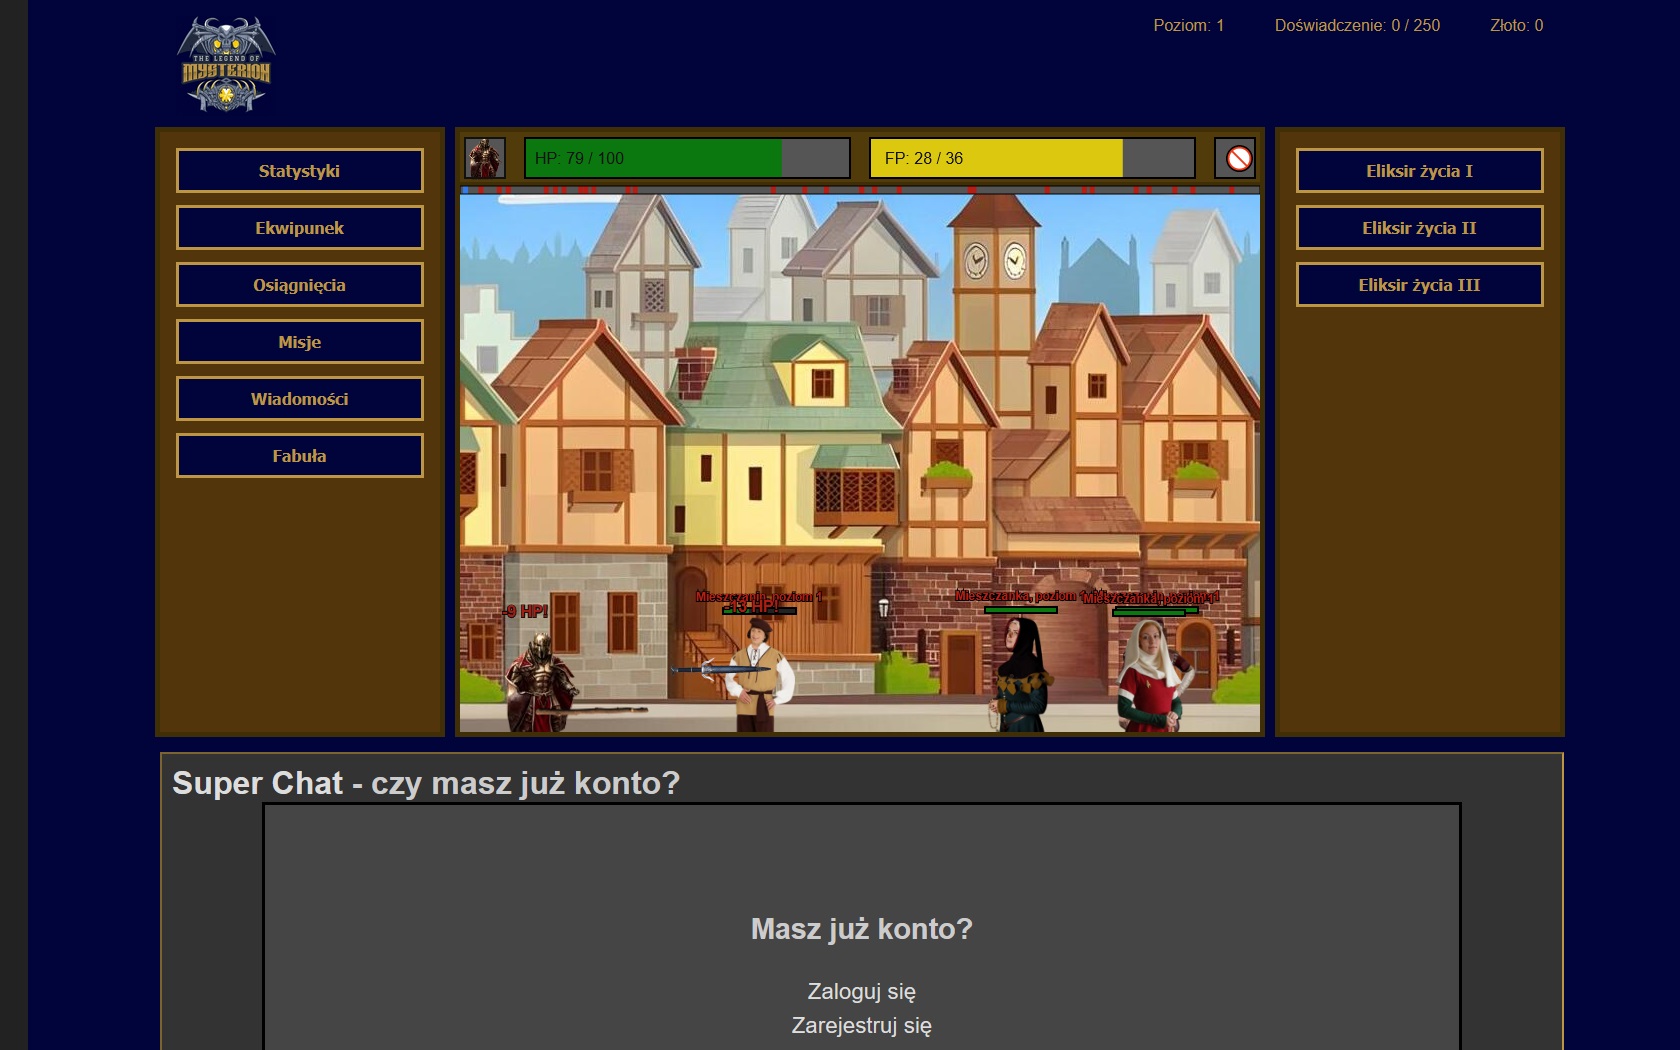 THE LEGEND OF
MYSTERION
Poziom: 1
Doświadczenie: 0 / 250
Złoto: 0
Statystyki
Ekwipunek
Osiągnięcia
Misje
Wiadomości
Fabuła
HP: 79 / 100
FP: 28 / 36
Eliksir życia I
Eliksir życia II
Eliksir życia III
-9 HP!
Mieszczanin, poziom 1
-13 HP!
Mieszczanka, poziom 1
Mieszczanka, poziom 1
Super Chat - czy masz już konto?
Masz już konto?
Zaloguj się
Zarejestruj się